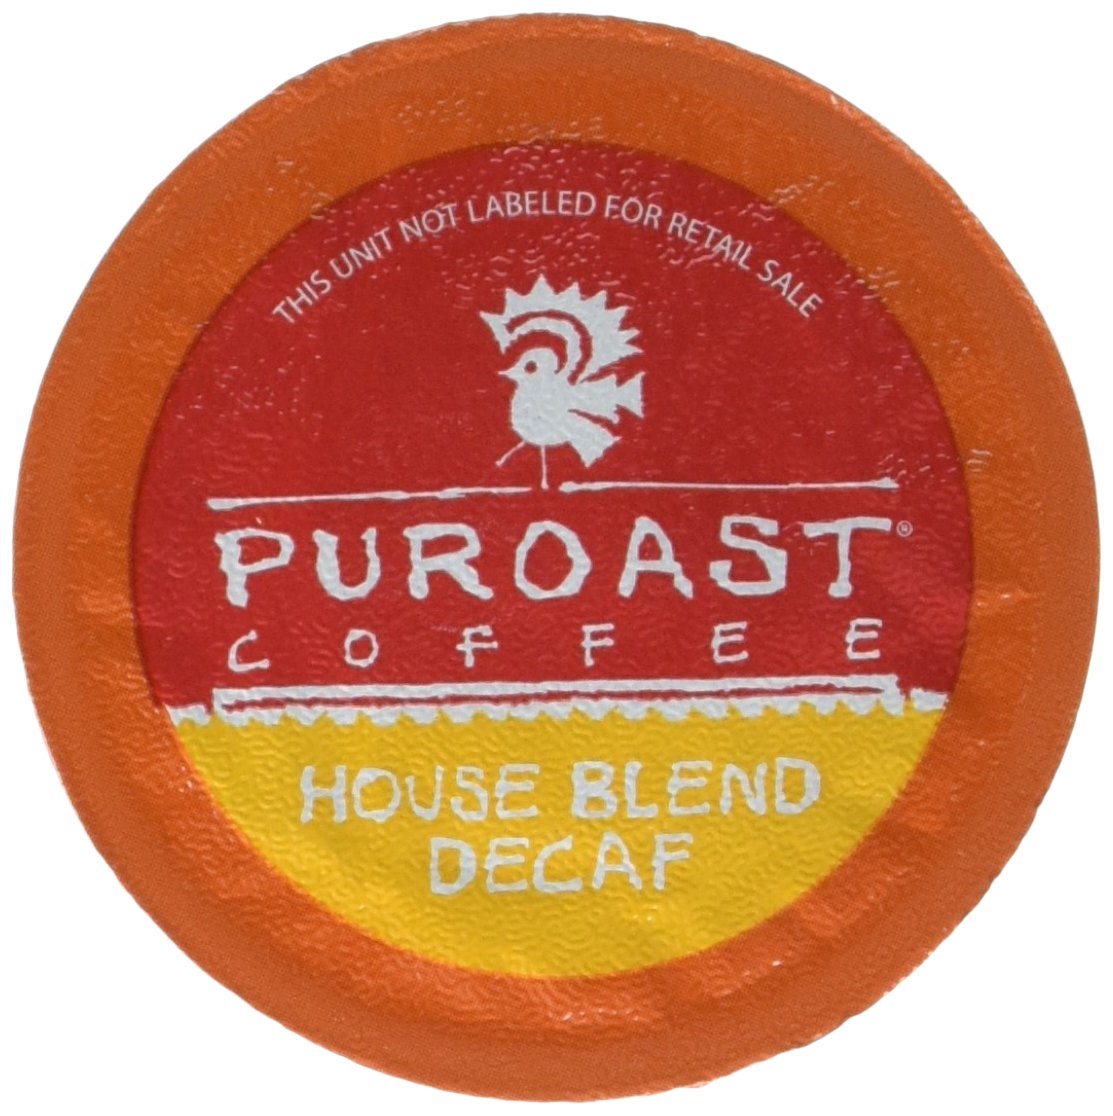 THIS UNIT NOT LABELED FOR RETAIL SALE
PUROAST®
COFFEE
HOUSE BLEND
DECAF